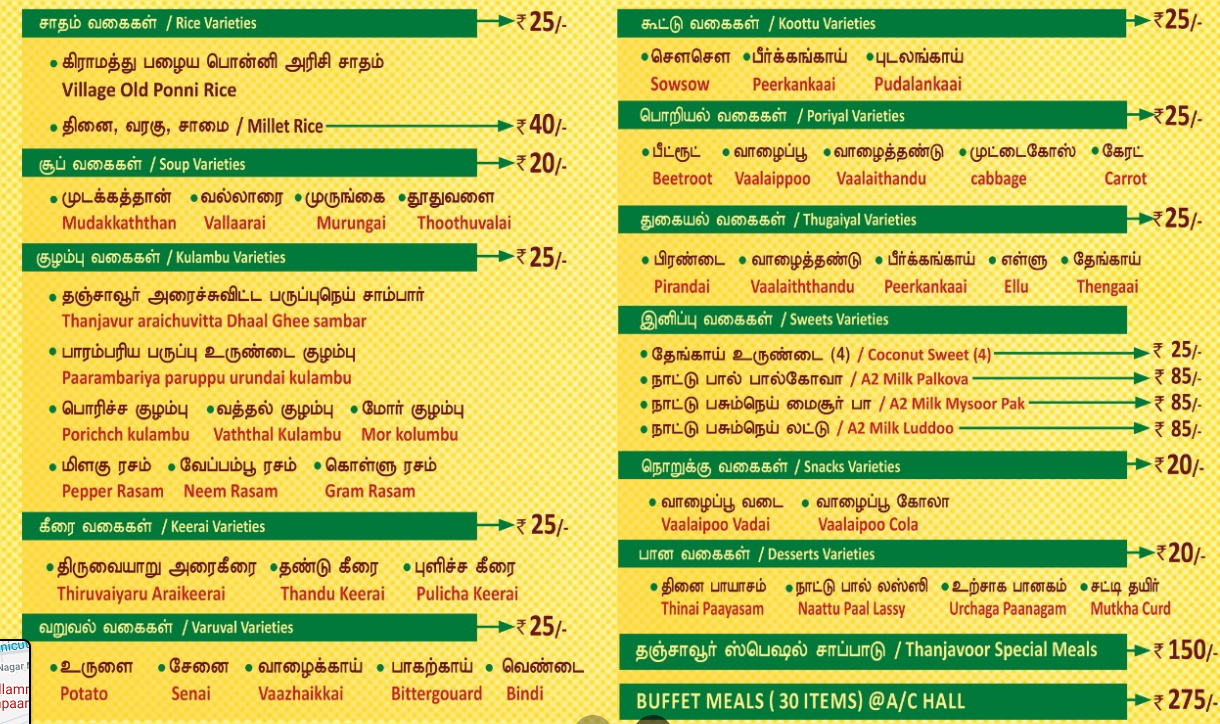 சாதம் வகைகள் / Rice Varieties ₹ 25/-
• கிராமத்து பழைய பொன்னி அரிசி சாதம்
Village Old Ponni Rice
• தினை, வரகு, சாமை / Millet Rice ₹ 40/-
சூப் வகைகள் / Soup Varieties ₹ 20/-
• முடக்கத்தான் • வல்லாரை • முருங்கை • தூதுவளை
Mudakkaththan Vallaarai Murungai Thoothuvalai
குழம்பு வகைகள் / Kulambu Varieties ₹ 25/-
• தஞ்சாவூர் அரைச்சுவிட்ட பருப்புநெய் சாம்பார்
Thanjavur araichuvitta Dhaal Ghee sambar
• பாரம்பரிய பருப்பு உருண்டை குழம்பு
Paarambariya paruppu urundai kulambu
• பொரிச்ச குழம்பு • வத்தல் குழம்பு • மோர் குழம்பு
Porichch kulambu Vaththal Kulambu Mor kolumbu
• மிளகு ரசம் • வேப்பம்பூ ரசம் • கொள்ளு ரசம்
Pepper Rasam Neem Rasam Gram Rasam
கீரை வகைகள் / Keerai Varieties ₹ 25/-
• திருவையாறு அரைகீரை • தண்டு கீரை • புளிச்ச கீரை
Thiruvaiyaru Araikeerai Thandu Keerai Pulicha Keerai
வறுவல் வகைகள் / Varuval Varieties ₹ 25/-
• உருளை • சேனை • வாழைக்காய் • பாகற்காய் • வெண்டை
Potato Senai Vaazhaikkai Bittergouard Bindi
கூட்டு வகைகள் / Koottu Varieties ₹25/-
• சௌசௌ • பீர்க்கங்காய் • புடலங்காய்
Sowsow Peerkankaai Pudalankaai
பொறியல் வகைகள் / Poriyal Varieties ₹25/-
• பீட்ரூட் • வாழைப்பூ • வாழைத்தண்டு • முட்டைகோஸ் • கேரட்
Beetroot Vaalaippoo Vaalaithandu cabbage Carrot
துகையல் வகைகள் / Thugaiyal Varieties ₹25/-
• பிரண்டை • வாழைத்தண்டு • பீர்க்கங்காய் • எள்ளு • தேங்காய்
Pirandai Vaalaiththandu Peerkankaai Ellu Thengaai
இனிப்பு வகைகள் / Sweets Varieties
• தேங்காய் உருண்டை (4) / Coconut Sweet (4) ₹ 25/-
• நாட்டு பால் பால்கோவா / A2 Milk Palkova ₹ 85/-
• நாட்டு பசும்நெய் மைசூர் பா / A2 Milk Mysoor Pak ₹ 85/-
• நாட்டு பசும்நெய் லட்டு / A2 Milk Luddoo ₹ 85/-
நொறுக்கு வகைகள் / Snacks Varieties ₹20/-
• வாழைப்பூ வடை • வாழைப்பூ கோலா
Vaalaipoo Vadai Vaalaipoo Cola
பான வகைகள் / Desserts Varieties ₹20/-
• தினை பாயாசம் • நாட்டு பால் லஸ்ஸி • உற்சாக பானகம் • சட்டி தயிர்
Thinai Paayasam Naattu Paal Lassy Urchaga Paanagam Mutkha Curd
தஞ்சாவூர் ஸ்பெஷல் சாப்பாடு / Thanjavoor Special Meals ₹ 150/-
BUFFET MEALS ( 30 ITEMS) @A/C HALL ₹ 275/-